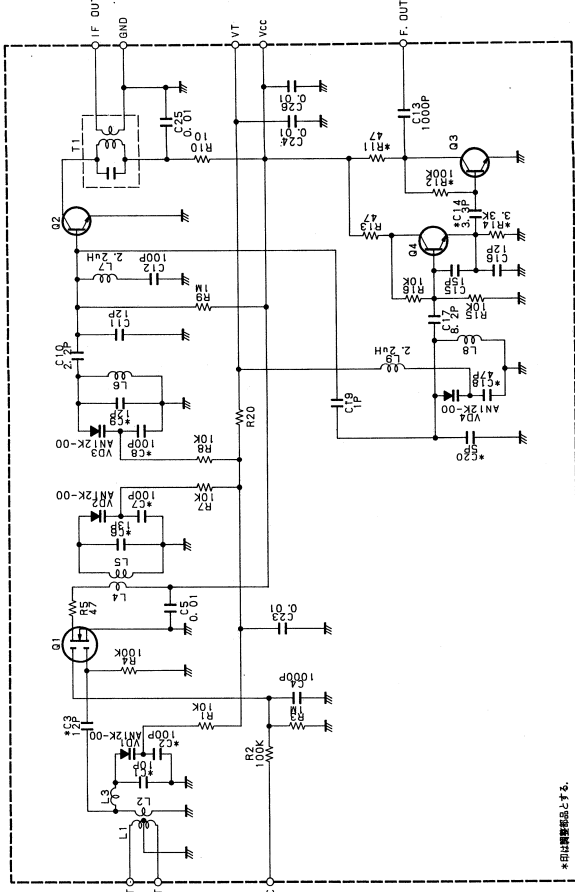 IF OUT
GND
VT
Vcc
F. OUT
T1
C25
0.01
R10
10
C26
0.01
C24
0.01
C13
1000P
Q2
*R11
47
*R12
100K
Q3
L7
2.2uH
C12
100P
R9
1M
R13
47
Q4
*C14
3.3P
*R14
3.3K
C11
12P
R16
10K
C15
15P
C16
12P
C10
2.2P
C17
8.2P
R15
10K
L6
*C9
12P
*C8
100P
VD3
AN12K-00
R8
10K
R20
C19
1P
L9
2.2uH
L8
*C18
47P
VD4
AN12K-00
*C20
5P
VD2
AN12K-00
*C7
100P
*C6
13P
R7
10K
L5
L4
R5
47
C5
0.01
Q1
R4
100K
C23
0.01
*C3
12P
VD1
AN12K-00
*C2
100P
*C1
10P
R1
10K
C4
1000P
R3
1M
R2
100K
L3
L2
L1
*印は調整部品とする.